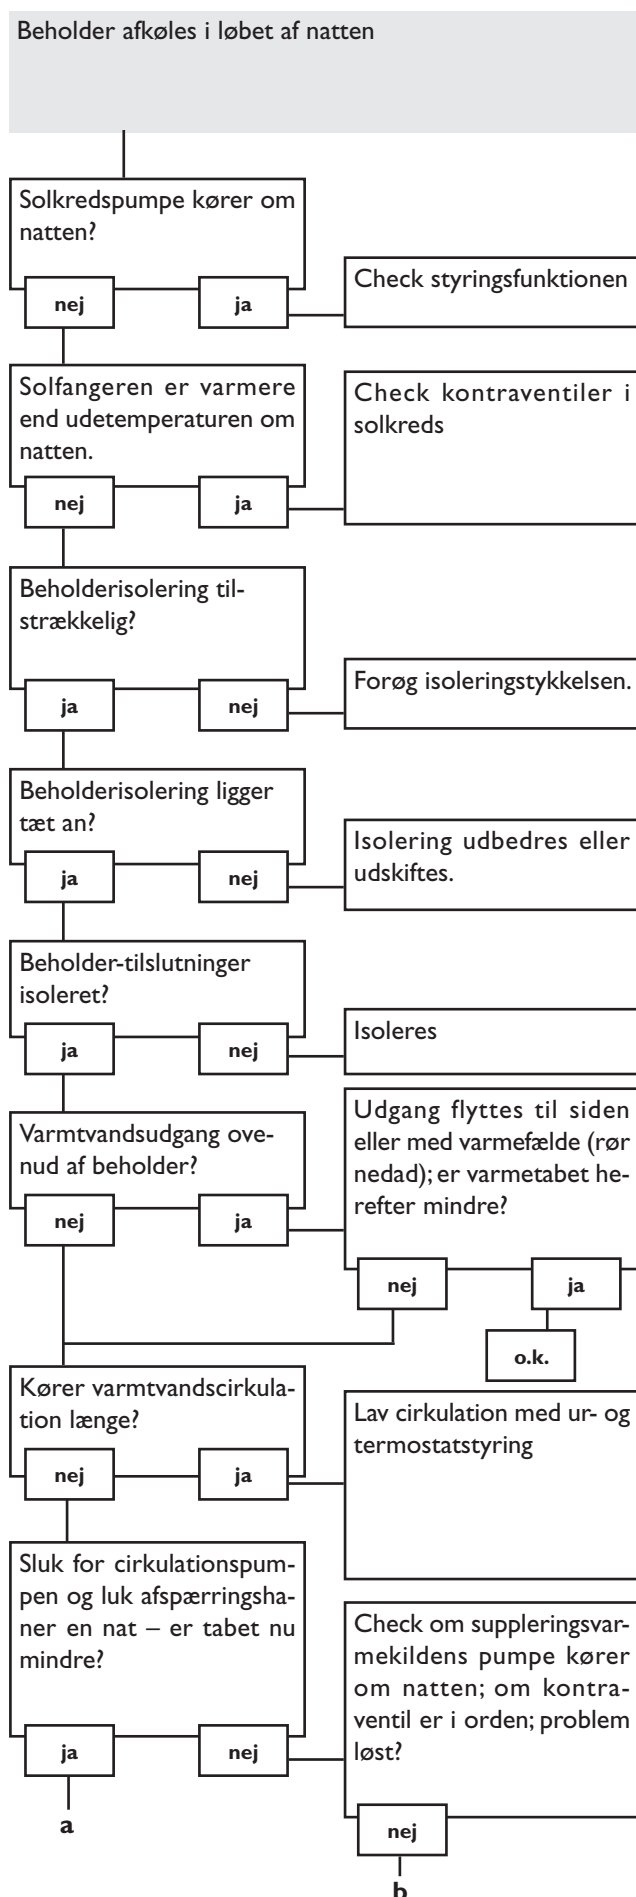 Beholder afkøles i løbet af natten
Solkredspumpe kører om
natten?
nej
ja
Check styringsfunktionen
Solfangeren er varmere
end udetemperaturen om
natten.
nej
ja
Check kontraventiler i
solkreds
Beholderisolering til-
strækkelig?
ja
nej
Forøg isoleringstykkelsen.
Beholderisolering ligger
tæt an?
ja
nej
Isolering udbedres eller
udskiftes.
Beholder-tilslutninger
isoleret?
ja
nej
Isoleres
Varmtvandsudgang ove-
nud af beholder?
nej
ja
Udgang flyttes til siden
eller med varmefælde (rør
nedad); er varmetabet he-
refter mindre?
nej
ja
o.k.
Kører varmtvandscirkula-
tion længe?
nej
ja
Lav cirkulation med ur- og
termostatstyring
Sluk for cirkulationspum-
pen og luk afspærringsha-
ner en nat – er tabet nu
mindre?
ja
nej
a
Check om suppleringsvar-
mekildens pumpe kører
om natten; om kontra-
ventil er i orden; problem
løst?
nej
b